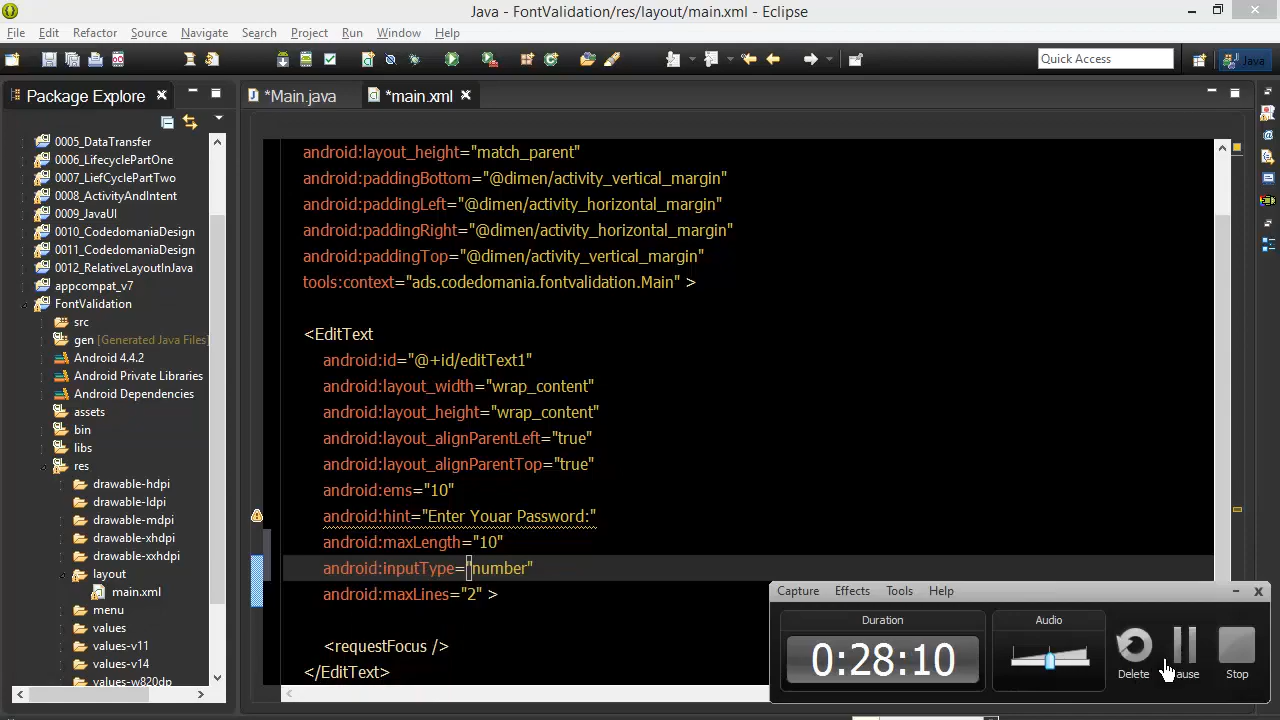 Java - FontValidation/res/layout/main.xml - Eclipse
File Edit Refactor Source Navigate Search Project Run Window Help
Quick Access
Java
Package Explore
*Main.java
*main.xml
0005_DataTransfer
0006_LifecyclePartOne
0007_LiefCyclePartTwo
0008_ActivityAndIntent
0009_JavaUI
0010_CodedomaniaDesign
0011_CodedomaniaDesign
0012_RelativeLayoutInJava
appcompat_v7
FontValidation
src
gen [Generated Java Files]
Android 4.4.2
Android Private Libraries
Android Dependencies
assets
bin
libs
res
drawable-hdpi
drawable-ldpi
drawable-mdpi
drawable-xhdpi
drawable-xxhdpi
layout
main.xml
menu
values
values-v11
values-v14
values-w820dp
android:layout_height="match_parent"
android:paddingBottom="@dimen/activity_vertical_margin"
android:paddingLeft="@dimen/activity_horizontal_margin"
android:paddingRight="@dimen/activity_horizontal_margin"
android:paddingTop="@dimen/activity_vertical_margin"
tools:context="ads.codedomania.fontvalidation.Main" >
<EditText
android:id="@+id/editText1"
android:layout_width="wrap_content"
android:layout_height="wrap_content"
android:layout_alignParentLeft="true"
android:layout_alignParentTop="true"
android:ems="10"
android:hint="Enter Youar Password:"
android:maxLength="10"
android:inputType="number"
android:maxLines="2" >
<requestFocus />
</EditText>
Capture Effects Tools Help
Duration
0:28:10
Audio
Delete
Stop